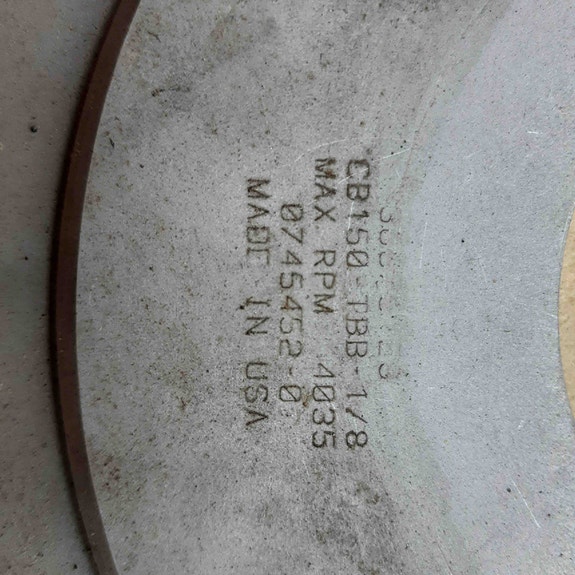 CB150-TBB-1/8
MAX RPM 4035
0745452-0
MADE IN USA